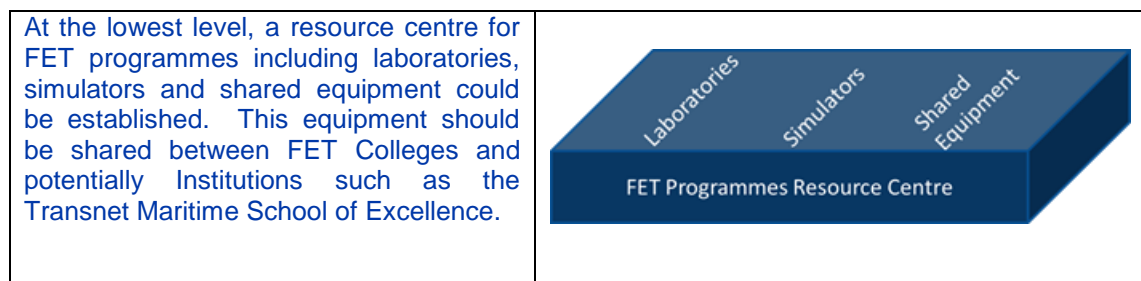 At the lowest level, a resource centre for
FET programmes including laboratories,
simulators and shared equipment could
be established. This equipment should
be shared between FET Colleges and
potentially Institutions such as the
Transnet Maritime School of Excellence.
Laboratories
Simulators
Shared
Equipment
FET Programmes Resource Centre